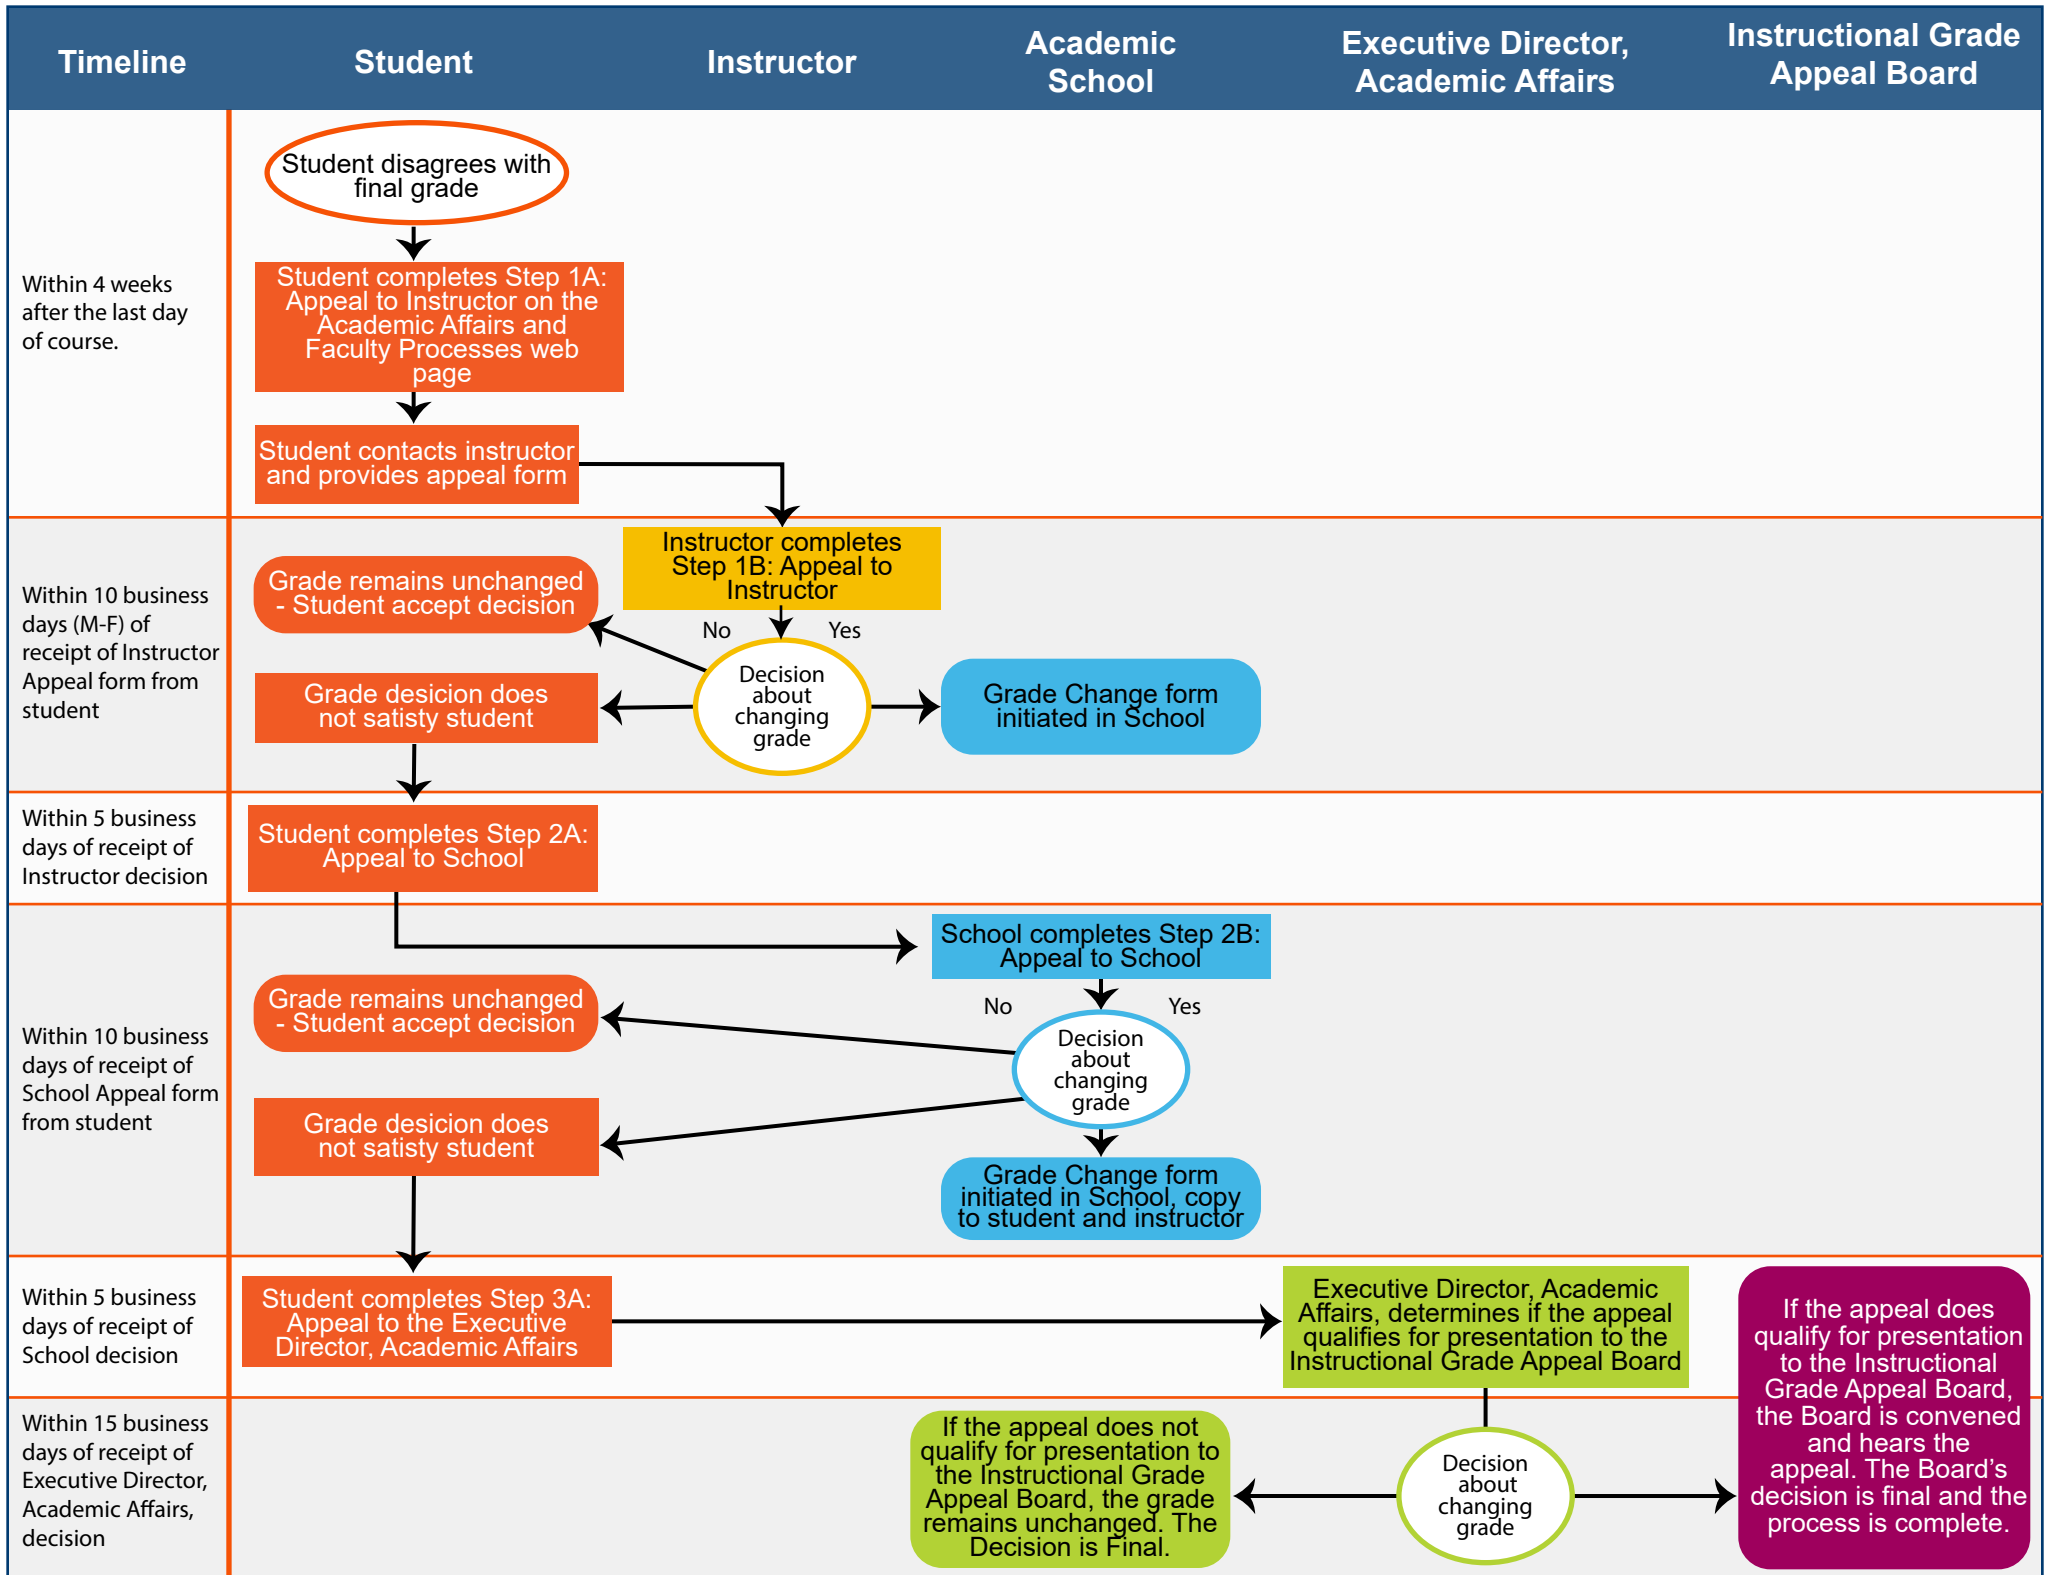 Timeline
Student
Instructor
Academic
School
Executive Director,
Academic Affairs
Instructional Grade
Appeal Board
Within 4 weeks
after the last day
of course.
Student disagrees with
final grade
Student completes Step 1A:
Appeal to Instructor on the
Academic Affairs and
Faculty Processes web
page
Student contacts instructor
and provides appeal form
Within 10 business
days (M-F) of
receipt of Instructor
Appeal form from
student
Grade remains unchanged
- Student accept decision
Instructor completes
Step 1B: Appeal to
Instructor
No
Yes
Decision
about
changing
grade
Grade desicion does
not satisty student
Grade Change form
initiated in School
Within 5 business
days of receipt of
Instructor decision
Student completes Step 2A:
Appeal to School
Within 10 business
days of receipt of
School Appeal form
from student
School completes Step 2B:
Appeal to School
Grade remains unchanged
- Student accept decision
No
Yes
Decision
about
changing
grade
Grade desicion does
not satisty student
Grade Change form
initiated in School, copy
to student and instructor
Within 5 business
days of receipt of
School decision
Student completes Step 3A:
Appeal to the Executive
Director, Academic Affairs
Executive Director, Academic
Affairs, determines if the appeal
qualifies for presentation to the
Instructional Grade Appeal Board
If the appeal does
qualify for presentation
to the Instructional
Grade Appeal Board,
the Board is convened
and hears the
appeal. The Board's
decision is final and the
process is complete.
Within 15 business
days of receipt of
Executive Director,
Academic Affairs,
decision
If the appeal does not
qualify for presentation to
the Instructional Grade
Appeal Board, the grade
remains unchanged. The
Decision is Final.
Decision
about
changing
grade